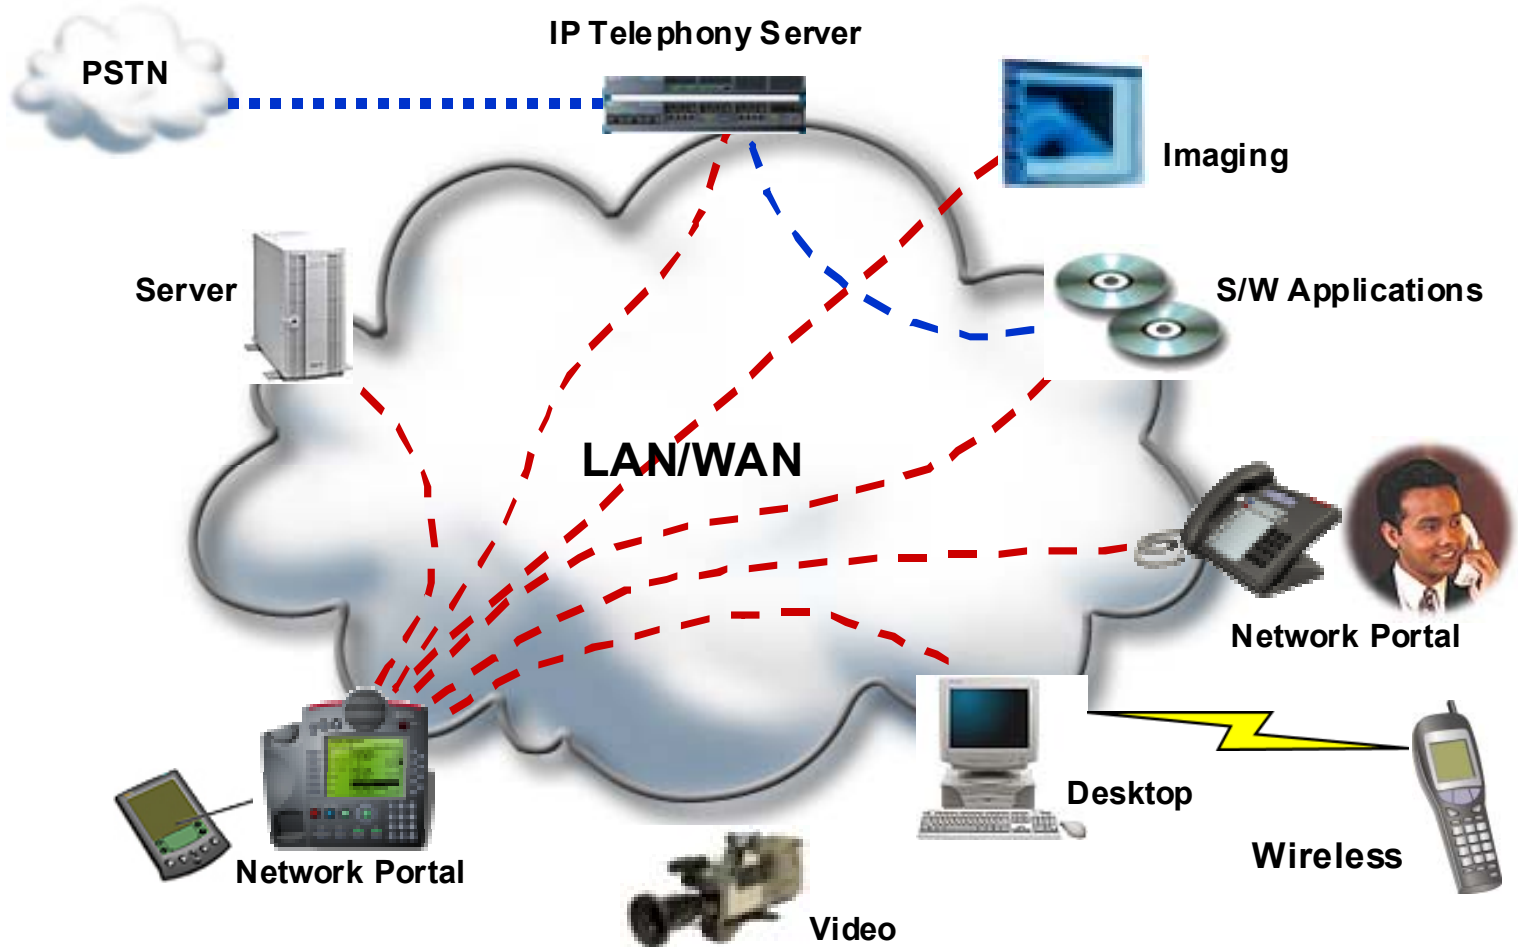 IP Telephony Server
PSTN
Imaging
Server
S/W Applications
LAN/WAN
Network Portal
Desktop
Wireless
Network Portal
Video